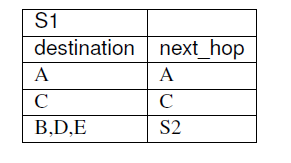 S1
destination next_hop
A A
C C
B,D,E S2